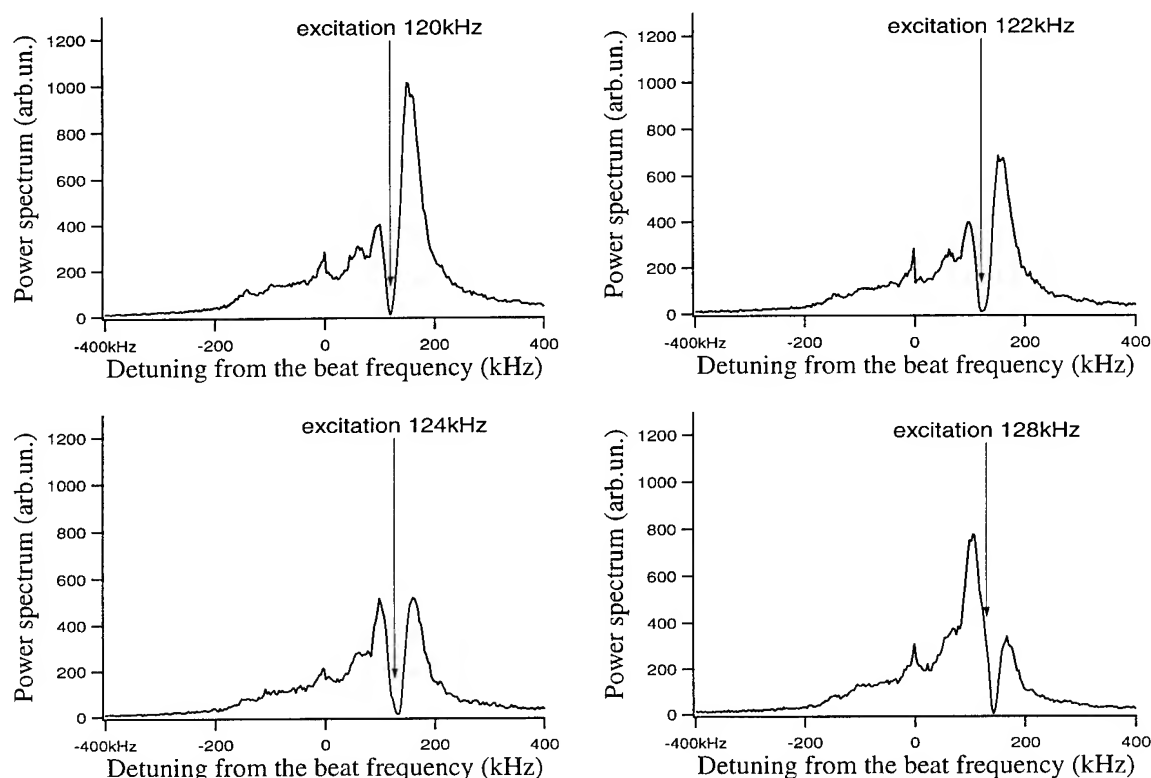 excitation 120kHz
1200
1000
800
600
400
200
0
Power spectrum (arb.un.)
-400kHz -200 0 200 400
Detuning from the beat frequency (kHz)
excitation 122kHz
1200
1000
800
600
400
200
0
Power spectrum (arb.un.)
-400kHz -200 0 200 400
Detuning from the beat frequency (kHz)
excitation 124kHz
1200
1000
800
600
400
200
0
Power spectrum (arb.un.)
-400kHz -200 0 200 400
Detuning from the beat frequency (kHz)
excitation 128kHz
1200
1000
800
600
400
200
0
Power spectrum (arb.un.)
-400kHz -200 0 200 400
Detuning from the beat frequency (kHz)